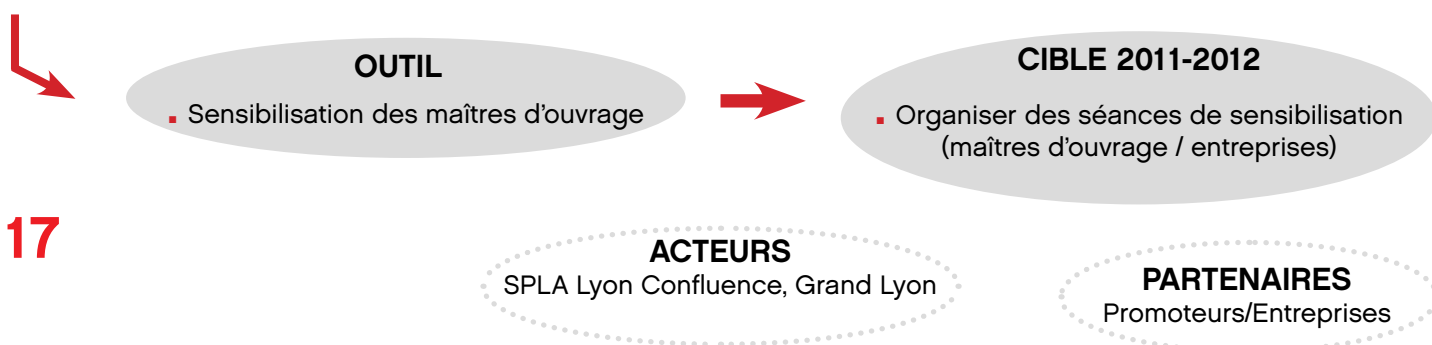 OUTIL
▪ Sensibilisation des maîtres d'ouvrage
CIBLE 2011-2012
▪ Organiser des séances de sensibilisation
(maîtres d'ouvrage / entreprises)
17
ACTEURS
SPLA Lyon Confluence, Grand Lyon
PARTENAIRES
Promoteurs/Entreprises